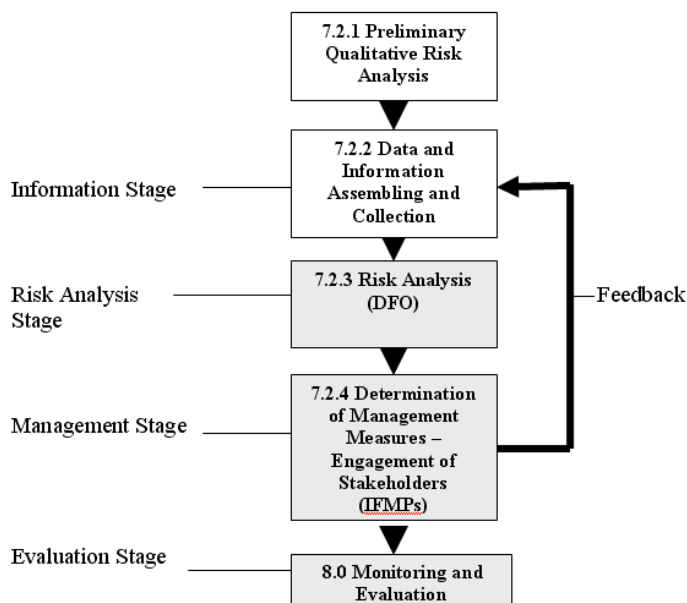 7.2.1 Preliminary
Qualitative Risk
Analysis
7.2.2 Data and
Information
Assembling and
Collection
Information Stage
7.2.3 Risk Analysis
(DFO)
Risk Analysis
Stage
Feedback
7.2.4 Determination
of Management
Measures –
Engagement of
Stakeholders
(IFMPs)
Management Stage
Evaluation Stage
8.0 Monitoring and
Evaluation